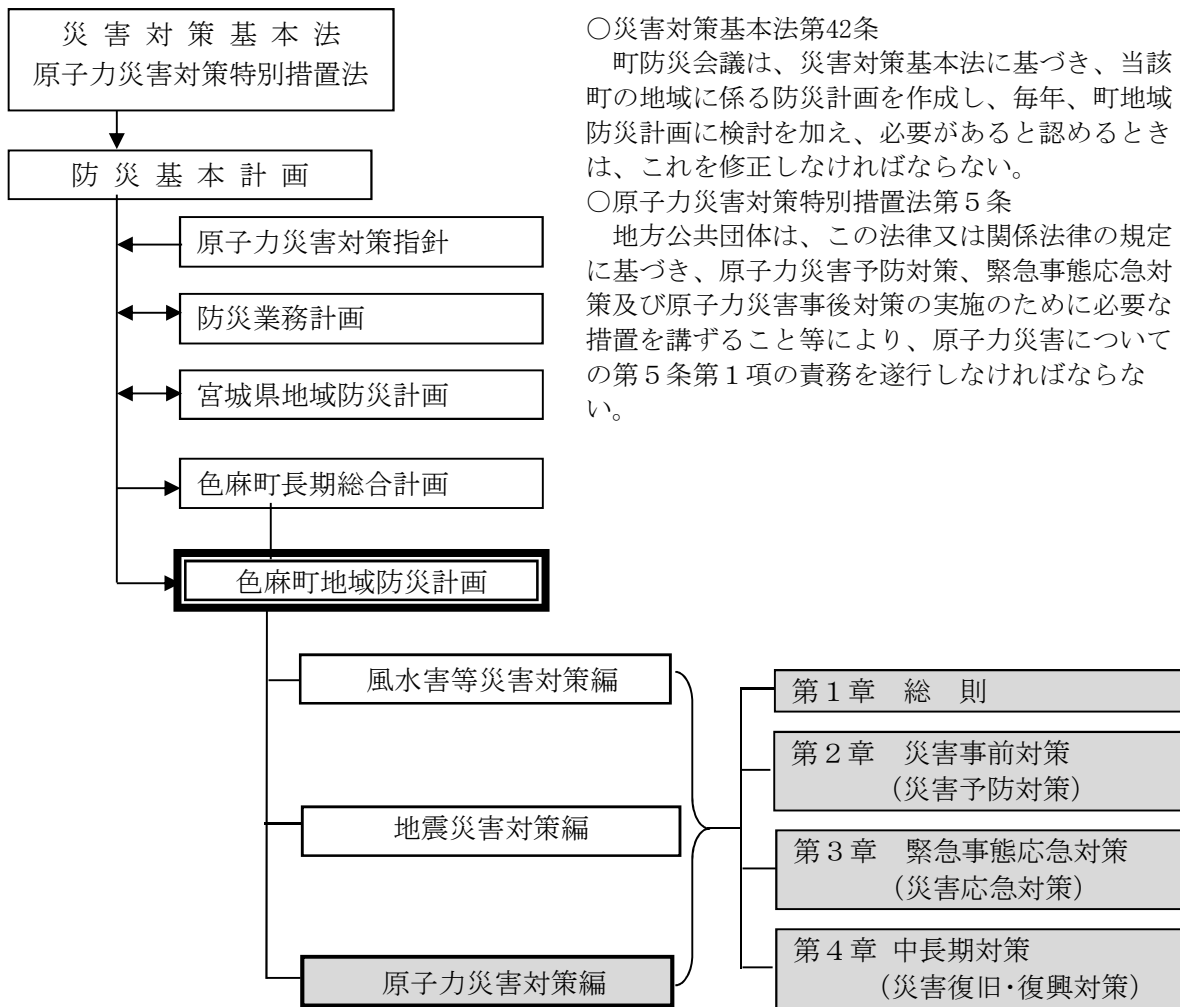 災害対策基本法
原子力災害対策特別措置法
防災基本計画
原子力災害対策指針
防災業務計画
宮城県地域防災計画
色麻町長期総合計画
色麻町地域防災計画
風水害等災害対策編
地震災害対策編
原子力災害対策編
○災害対策基本法第42条
　町防災会議は、災害対策基本法に基づき、当該
町の地域に係る防災計画を作成し、毎年、町地域
防災計画に検討を加え、必要があると認めるとき
は、これを修正しなければならない。
○原子力災害対策特別措置法第５条
　地方公共団体は、この法律又は関係法律の規定
に基づき、原子力災害予防対策、緊急事態応急対
策及び原子力災害事後対策の実施のために必要な
措置を講ずること等により、原子力災害について
の第５条第１項の責務を遂行しなければならな
い。
第１章　総　則
第２章　災害事前対策
（災害予防対策）
第３章　緊急事態応急対策
（災害応急対策）
第４章 中長期対策
（災害復旧･復興対策）